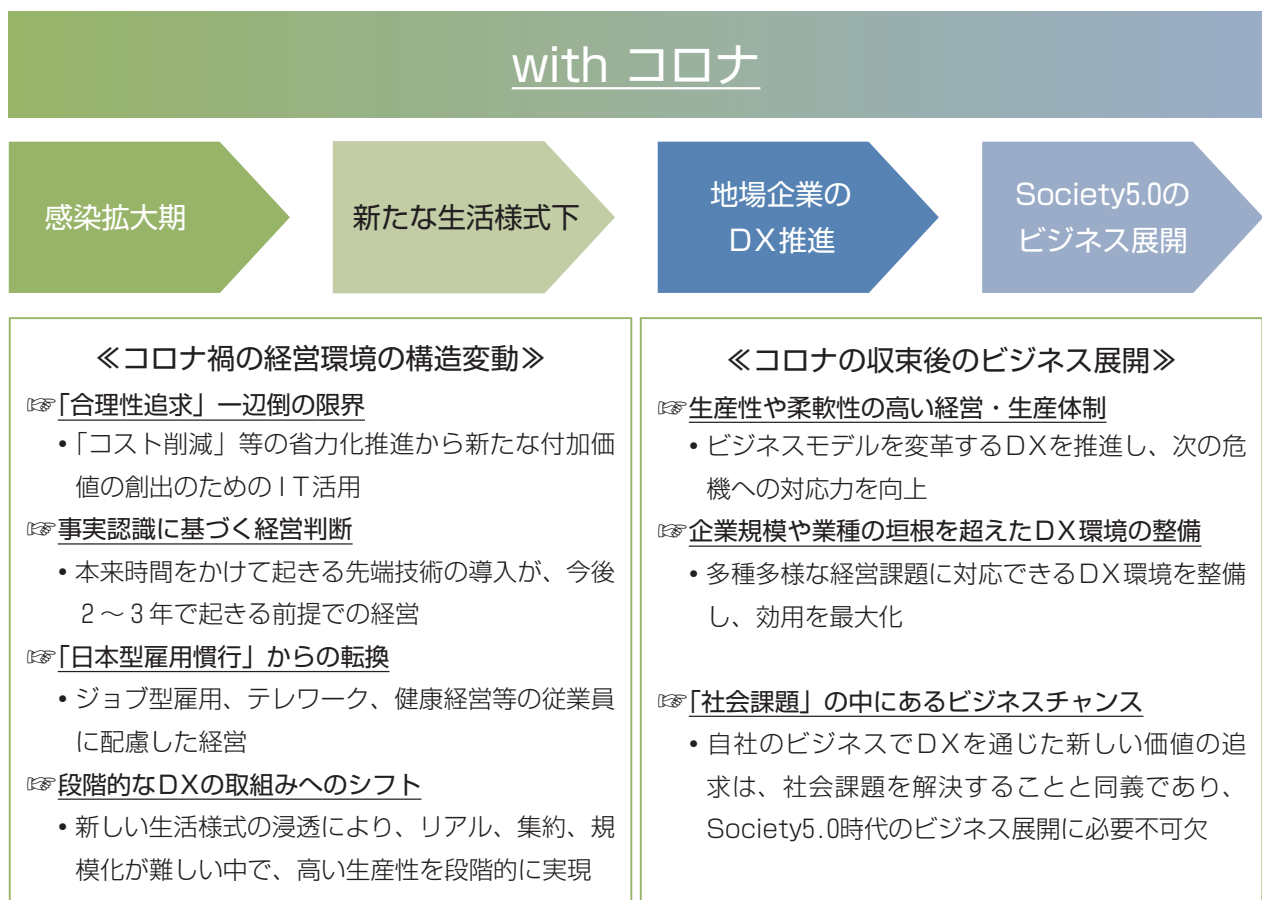 with コロナ
感染拡大期
新たな生活様式下
地場企業の
DX推進
Society5.0の
ビジネス展開
≪コロナ禍の経営環境の構造変動≫
☞「合理性追求」一辺倒の限界
•「コスト削減」等の省力化推進から新たな付加価
値の創出のためのIT活用
☞事実認識に基づく経営判断
•本来時間をかけて起きる先端技術の導入が、今後
2～3年で起きる前提での経営
☞「日本型雇用慣行」からの転換
•ジョブ型雇用、テレワーク、健康経営等の従業員
に配慮した経営
☞段階的なDXの取組みへのシフト
•新しい生活様式の浸透により、リアル、集約、規
模化が難しい中で、高い生産性を段階的に実現
≪コロナの収束後のビジネス展開≫
☞生産性や柔軟性の高い経営・生産体制
•ビジネスモデルを変革するDXを推進し、次の危
機への対応力を向上
☞企業規模や業種の垣根を超えたDX環境の整備
•多種多様な経営課題に対応できるDX環境を整備
し、効用を最大化
☞「社会課題」の中にあるビジネスチャンス
•自社のビジネスでDXを通じた新しい価値の追
求は、社会課題を解決することと同義であり、
Society5.0時代のビジネス展開に必要不可欠